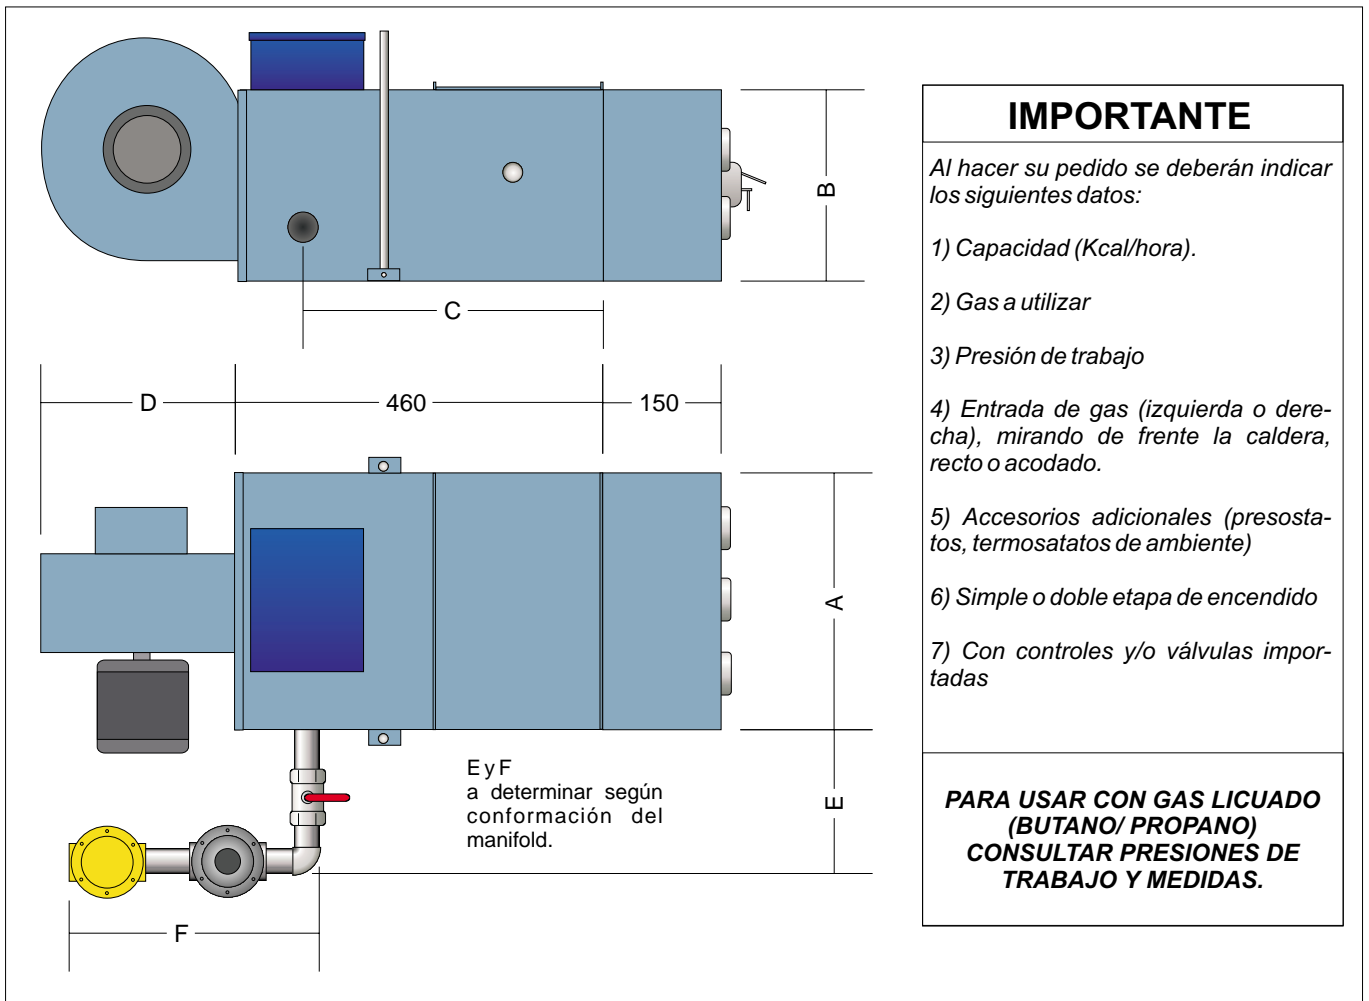 B
C
D
460
150
A
E
E y F
a determinar según
conformación del
manifold.
F
IMPORTANTE
Al hacer su pedido se deberán indicar
los siguientes datos:
1) Capacidad (Kcal/hora).
2) Gas a utilizar
3) Presión de trabajo
4) Entrada de gas (izquierda o dere-
cha), mirando de frente la caldera,
recto o acodado.
5) Accesorios adicionales (presosta-
tos, termosatatos de ambiente)
6) Simple o doble etapa de encendido
7) Con controles y/o válvulas impor-
tadas
PARA USAR CON GAS LICUADO
(BUTANO/ PROPANO)
CONSULTAR PRESIONES DE
TRABAJO Y MEDIDAS.